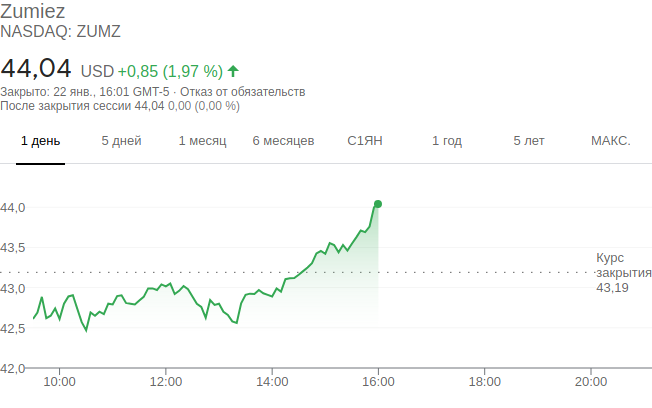 Zumiez
NASDAQ: ZUMZ
44,04 USD +0,85 (1,97 %)
Закрыто: 22 янв., 16:01 GMT-5 · Отказ от обязательств
После закрытия сессии 44,04 0,00 (0,00 %)
1 день 5 дней 1 месяц 6 месяцев С1ЯН 1 год 5 лет МАКС.
44,0
43,5
Курс
закрытия
43,19
43,0
42,5
42,0
10:00 12:00 14:00 16:00 18:00 20:00